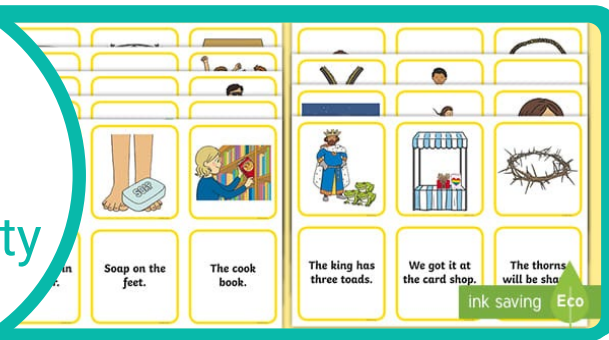 ty
SOAP
in
r.
Soap on the
feet.
The cook
book.
The king has
three toads.
We got it at
the card shop.
The thorns
will be
ink saving
Eco